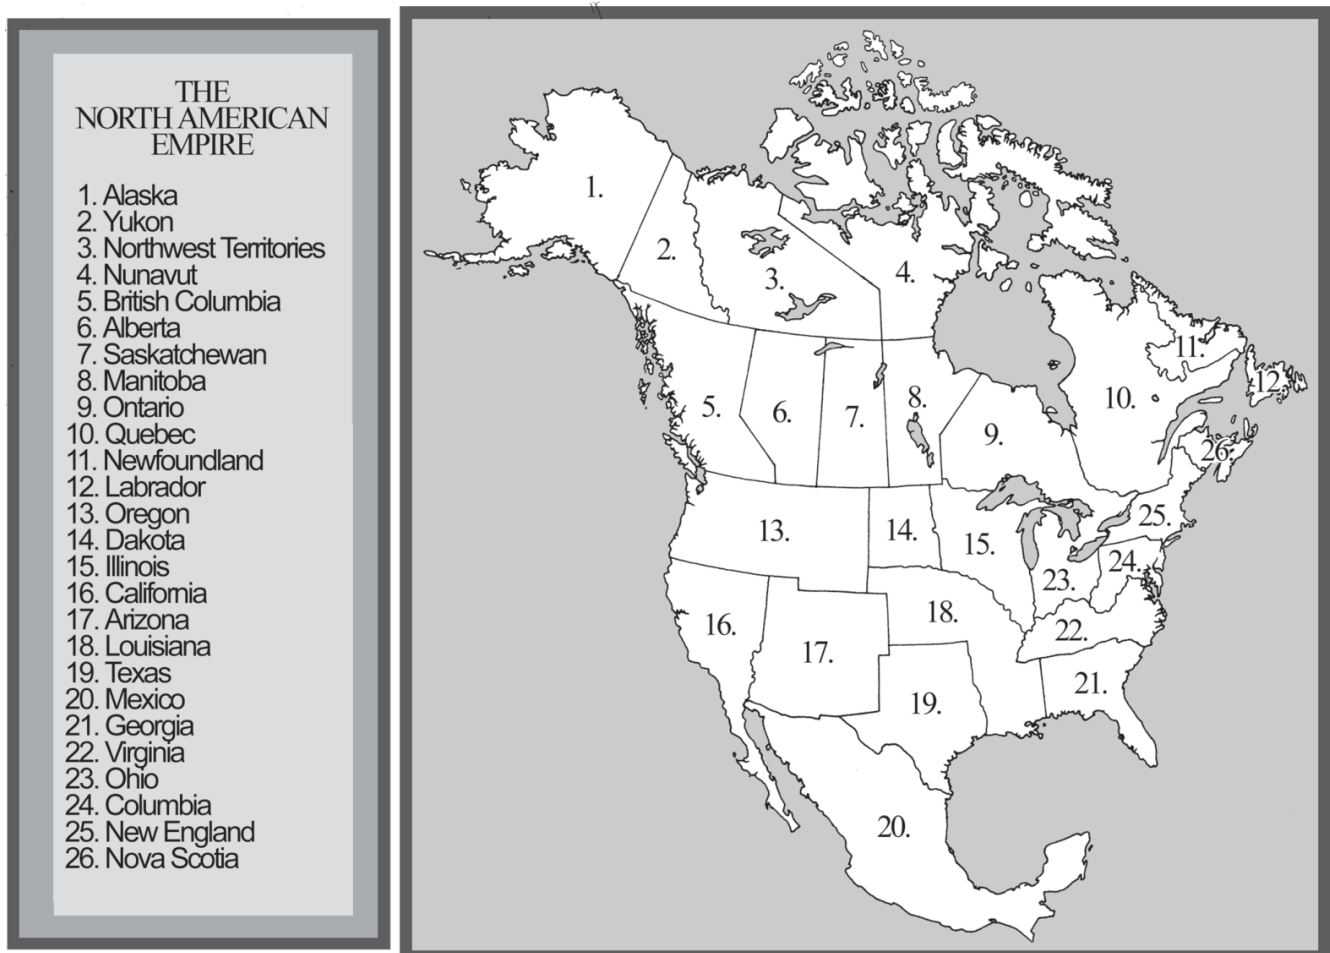 THE
NORTH AMERICAN
EMPIRE
1. Alaska
2. Yukon
3. Northwest Territories
4. Nunavut
5. British Columbia
6. Alberta
7. Saskatchewan
8. Manitoba
9. Ontario
10. Quebec
11. Newfoundland
12. Labrador
13. Oregon
14. Dakota
15. Illinois
16. California
17. Arizona
18. Louisiana
19. Texas
20. Mexico
21. Georgia
22. Virginia
23. Ohio
24. Columbia
25. New England
26. Nova Scotia
1.
2.
3.
4.
5.
6.
7.
8.
9.
10.
11.
12.
13.
14.
15.
16.
17.
18.
19.
20.
21.
22.
23.
24.
25.
26.